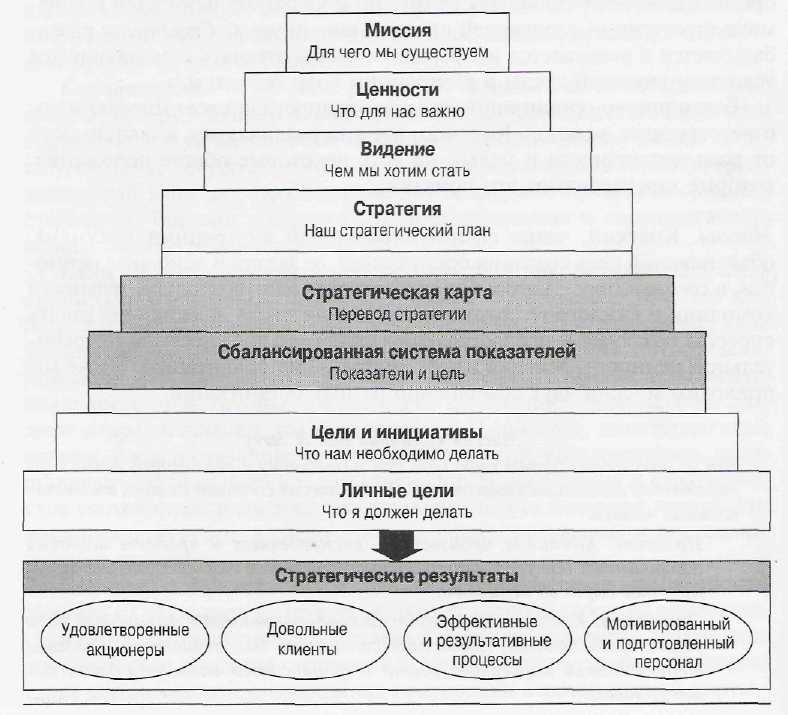 Миссия
Для чего мы существуем
Ценности
Что для нас важно
Видение
Чем мы хотим стать
Стратегия
Наш стратегический план
Стратегическая карта
Перевод стратегии
Сбалансированная система показателей
Показатели и цель
Цели и инициативы
Что нам необходимо делать
Личные цели
Что я должен делать
Стратегические результаты
Удовлетворенные
акционеры
Довольные
клиенты
Эффективные
и результативные
процессы
Мотивированный
и подготовленный
персонал